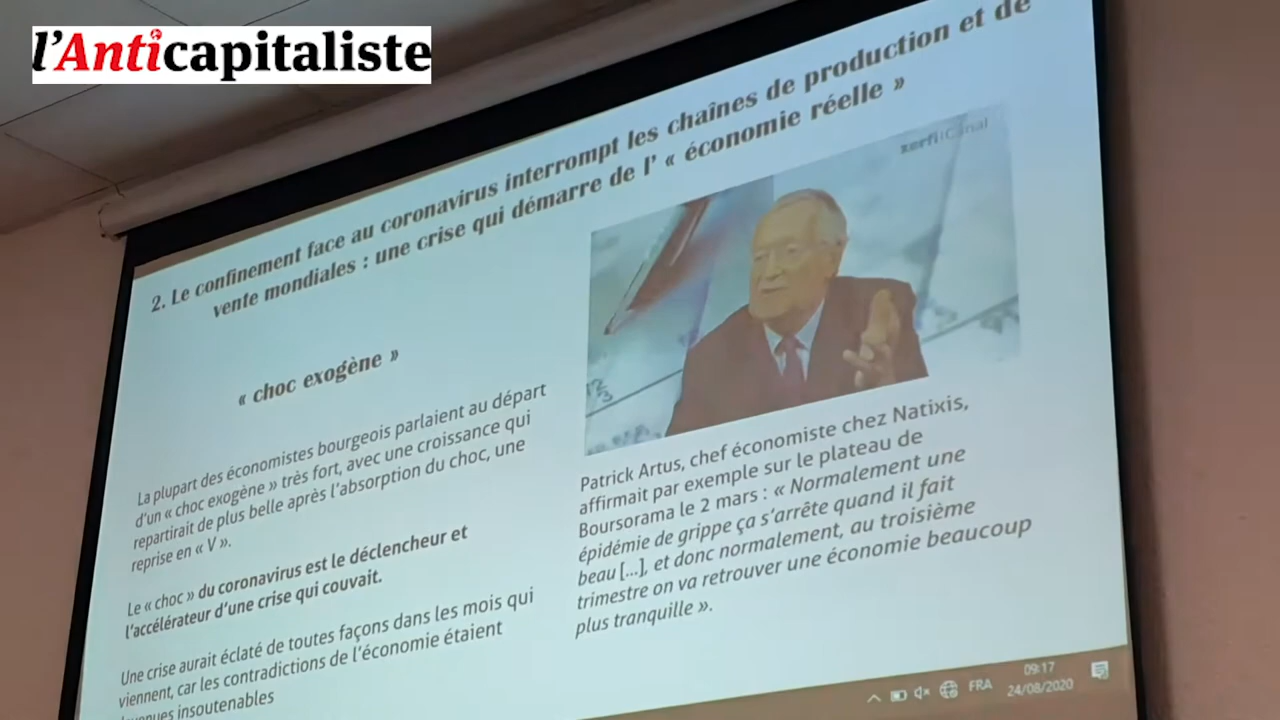 l'Anticapitaliste
2. Le confinement face au coronavirus interrompt les chaînes de production et de
vente mondiales : une crise qui démarre de l' « économie réelle »
« choc exogène »
La plupart des économistes bourgeois parlaient au départ
d'un « choc exogène » très fort, avec une croissance qui
repartirait de plus belle après l'absorption du choc, une
reprise en « V ».
Le « choc » du coronavirus est le déclencheur et
l'accélérateur d'une crise qui couvait.
Une crise aurait éclaté de toutes façons dans les mois qui
viennent, car les contradictions de l'économie étaient
insoutenables
xerfi Canal
Patrick Artus, chef économiste chez Natixis,
affirmait par exemple sur le plateau de
Boursorama le 2 mars : « Normalement une
épidémie de grippe ça s'arrête quand il fait
beau [...], et donc normalement, au troisième
trimestre on va retrouver une économie beaucoup
plus tranquille ».
FRA
09:17
24/08/2020